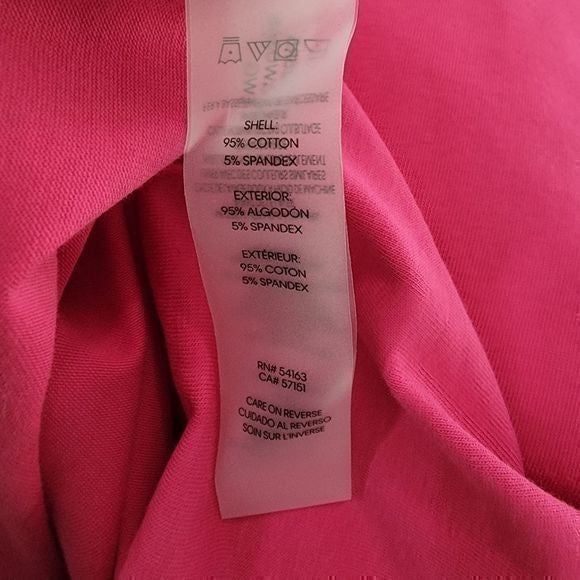 SHELL:
95% COTTON
5% SPANDEX
EXTERIOR:
95% ALGODÓN
5% SPANDEX
EXTÉRIEUR:
95% COTON
5% SPANDEX
RN# 54163
CA# 57151
CARE ON REVERSE
CUIDADO AL REVERSO
SOIN SUR L'INVERSE